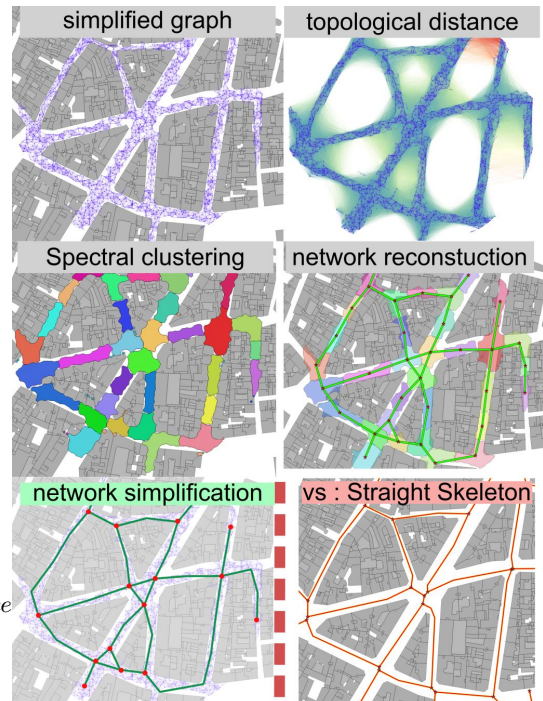 simplified graph
topological distance
Spectral clustering
network reconstuction
network simplification
vs : Straight Skeleton
e